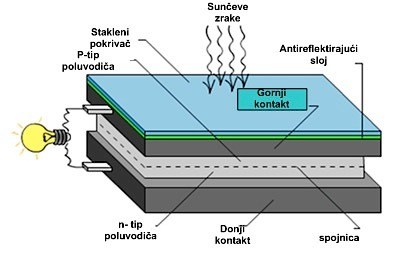 Sunčeve
zrake
Stakleni
pokrivač
P-tip
poluvodiča
Antireflektirajući
sloj
Gornji
kontakt
n- tip
poluvodiča
Donji
kontakt
spojnica